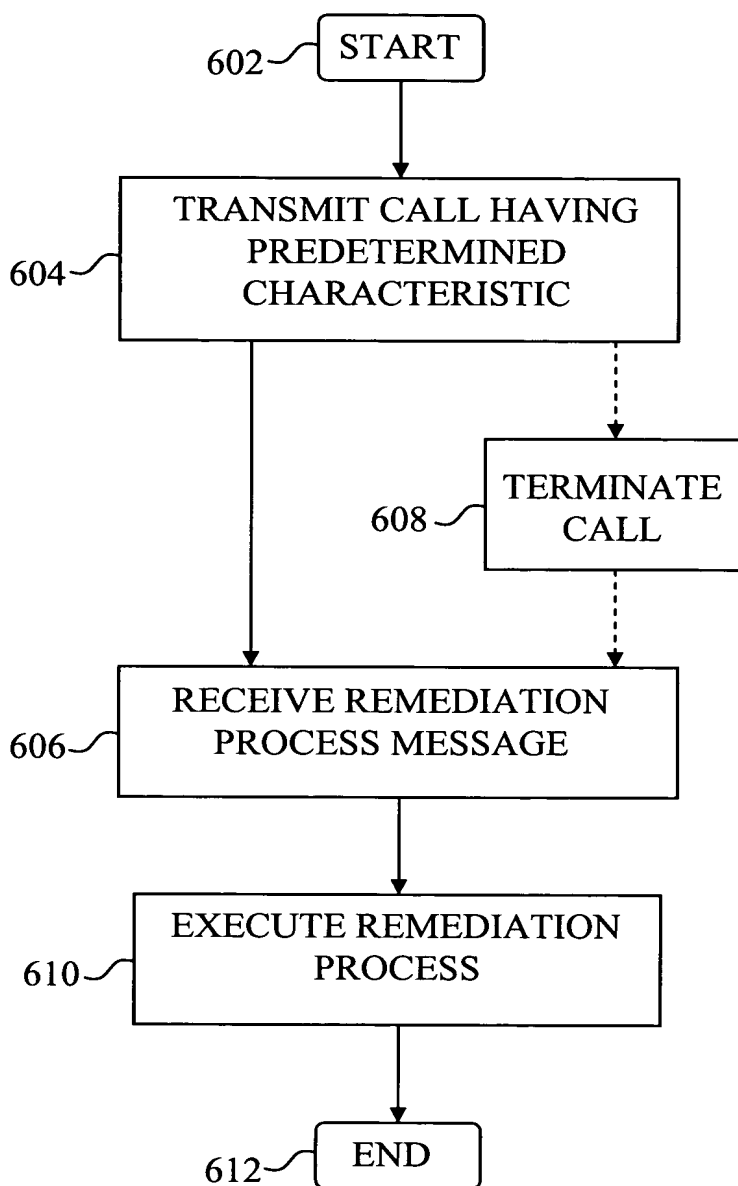 602
START
604
TRANSMIT CALL HAVING
PREDETERMINED
CHARACTERISTIC
608
TERMINATE
CALL
606
RECEIVE REMEDIATION
PROCESS MESSAGE
610
EXECUTE REMEDIATION
PROCESS
612
END